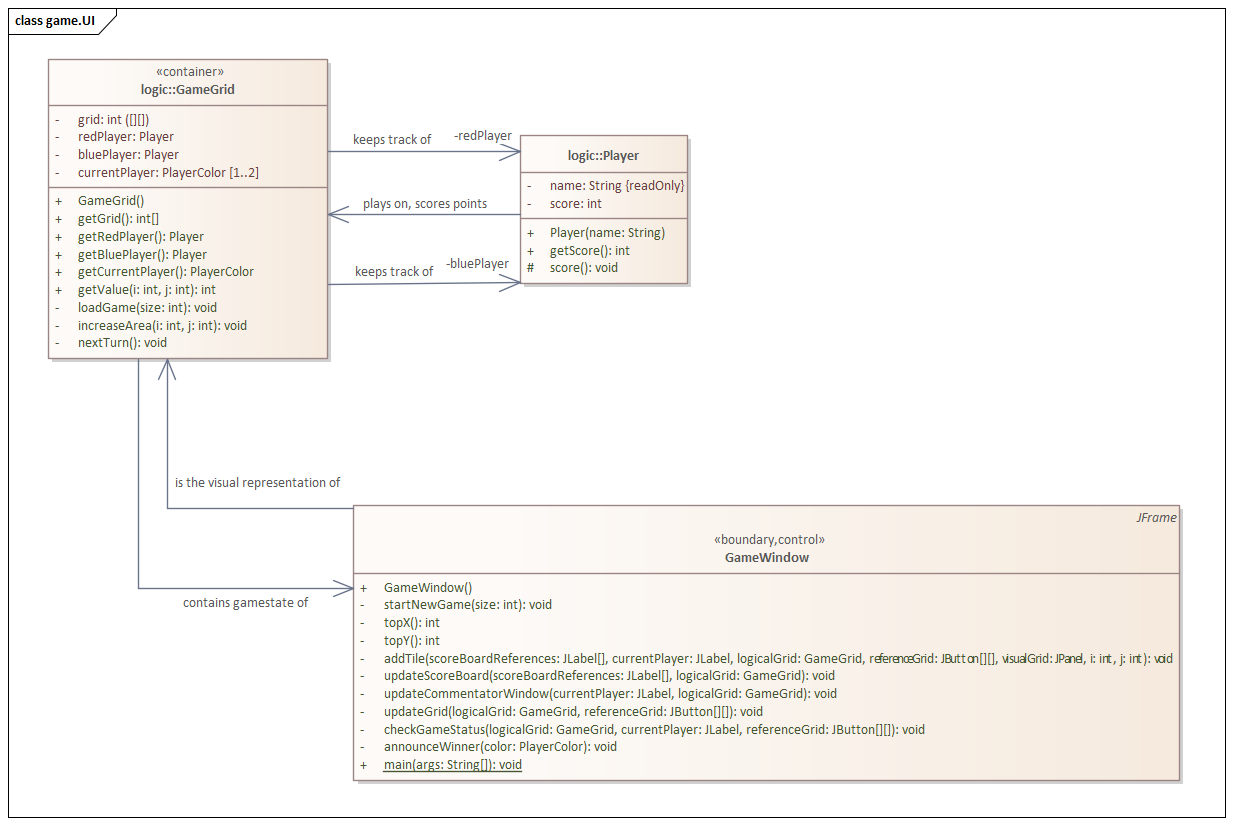 class game.UI
«container»
logic::GameGrid
- grid: int ([][])
- redPlayer: Player
- bluePlayer: Player
- currentPlayer: PlayerColor [1..2]
+ GameGrid()
+ getGrid(): int[]
+ getRedPlayer(): Player
+ getBluePlayer(): Player
+ getCurrentPlayer(): PlayerColor
+ getValue(i: int, j: int): int
- loadGame(size: int): void
- increaseArea(i: int, j: int): void
- nextTurn(): void
keeps track of
-redPlayer
plays on, scores points
keeps track of
-bluePlayer
logic::Player
- name: String {readOnly}
- score: int
+ Player(name: String)
+ getScore(): int
# score(): void
is the visual representation of
contains gamestate of
JFrame
«boundary,control»
GameWindow
+ GameWindow()
- startNewGame(size: int): void
- topX(): int
- topY(): int
- addTile(scoreBoardReferences: JLabel[], currentPlayer: JLabel, logicalGrid: GameGrid, referenceGrid: JButton[][], visualGrid: JPanel, i: int, j: int): void
- updateScoreBoard(scoreBoardReferences: JLabel[], logicalGrid: GameGrid): void
- updateCommentatorWindow(currentPlayer: JLabel, logicalGrid: GameGrid): void
- updateGrid(logicalGrid: GameGrid, referenceGrid: JButton[][]): void
- checkGameStatus(logicalGrid: GameGrid, currentPlayer: JLabel, referenceGrid: JButton[][]): void
- announceWinner(color: PlayerColor): void
+ main(args: String[]): void